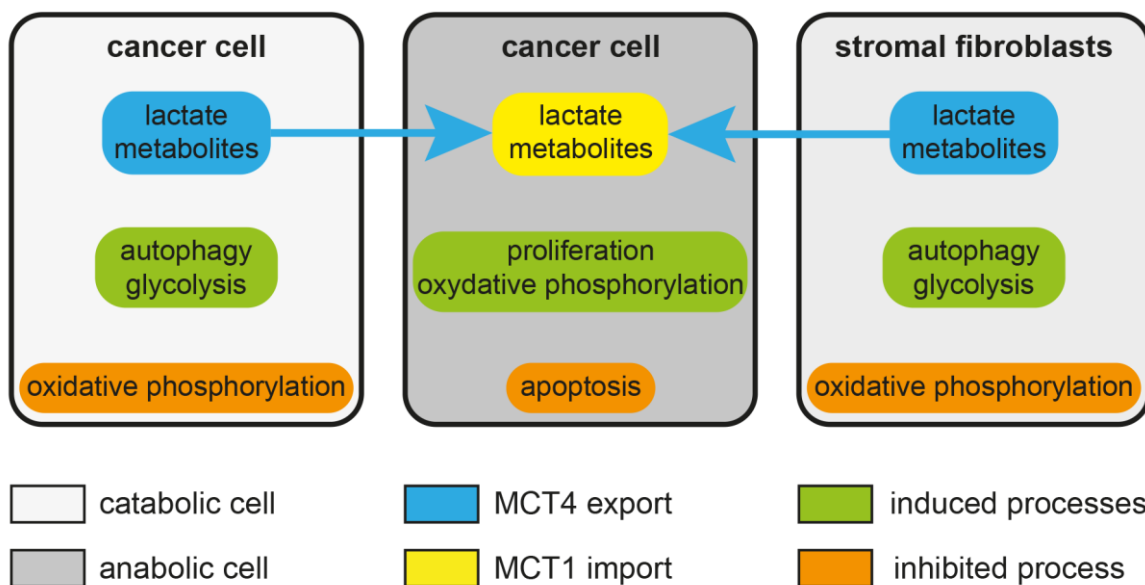 cancer cell
lactate
metabolites
autophagy
glycolysis
oxidative phosphorylation
cancer cell
lactate
metabolites
proliferation
oxydative phosphorylation
apoptosis
stromal fibroblasts
lactate
metabolites
autophagy
glycolysis
oxidative phosphorylation
catabolic cell
anabolic cell
MCT4 export
MCT1 import
induced processes
inhibited process